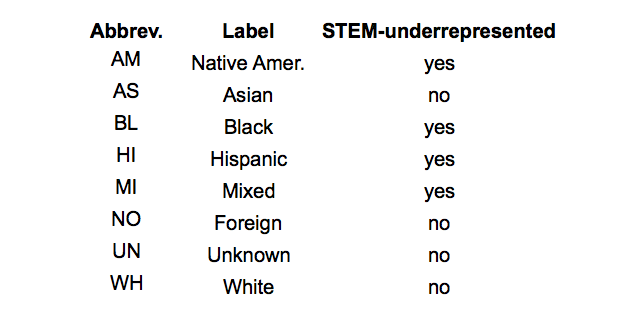 Abbrev. Label STEM-underrepresented
AM Native Amer. yes
AS Asian no
BL Black yes
HI Hispanic yes
MI Mixed yes
NO Foreign no
UN Unknown no
WH White no